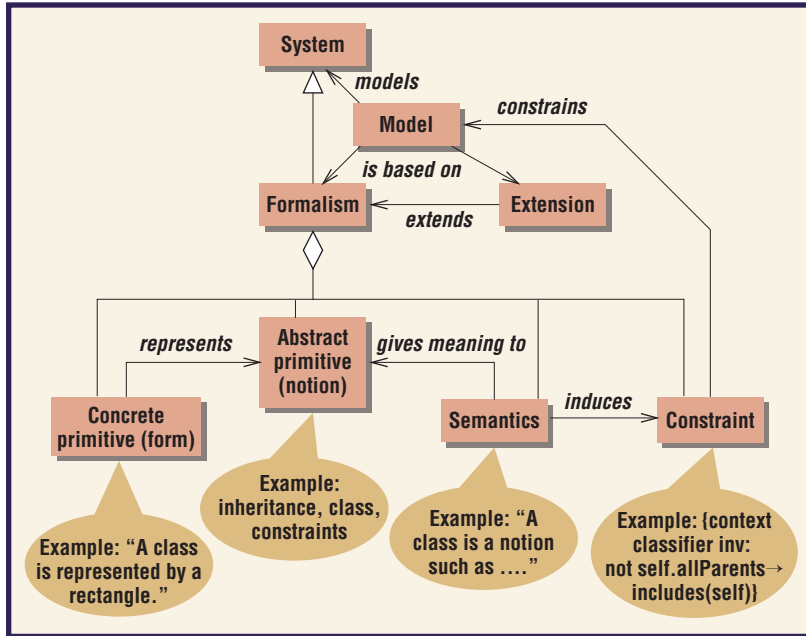 System
models
Model
constrains
is based on
Formalism
Extension
extends
represents
Abstract
primitive
(notion)
gives meaning to
Concrete
primitive (form)
Semantics
induces
Constraint
Example:
inheritance, class,
constraints
Example: “A class
is represented by a
rectangle.”
Example: “A
class is a notion
such as ....”
Example: {context
classifier inv:
not self.allParents→
includes(self)}